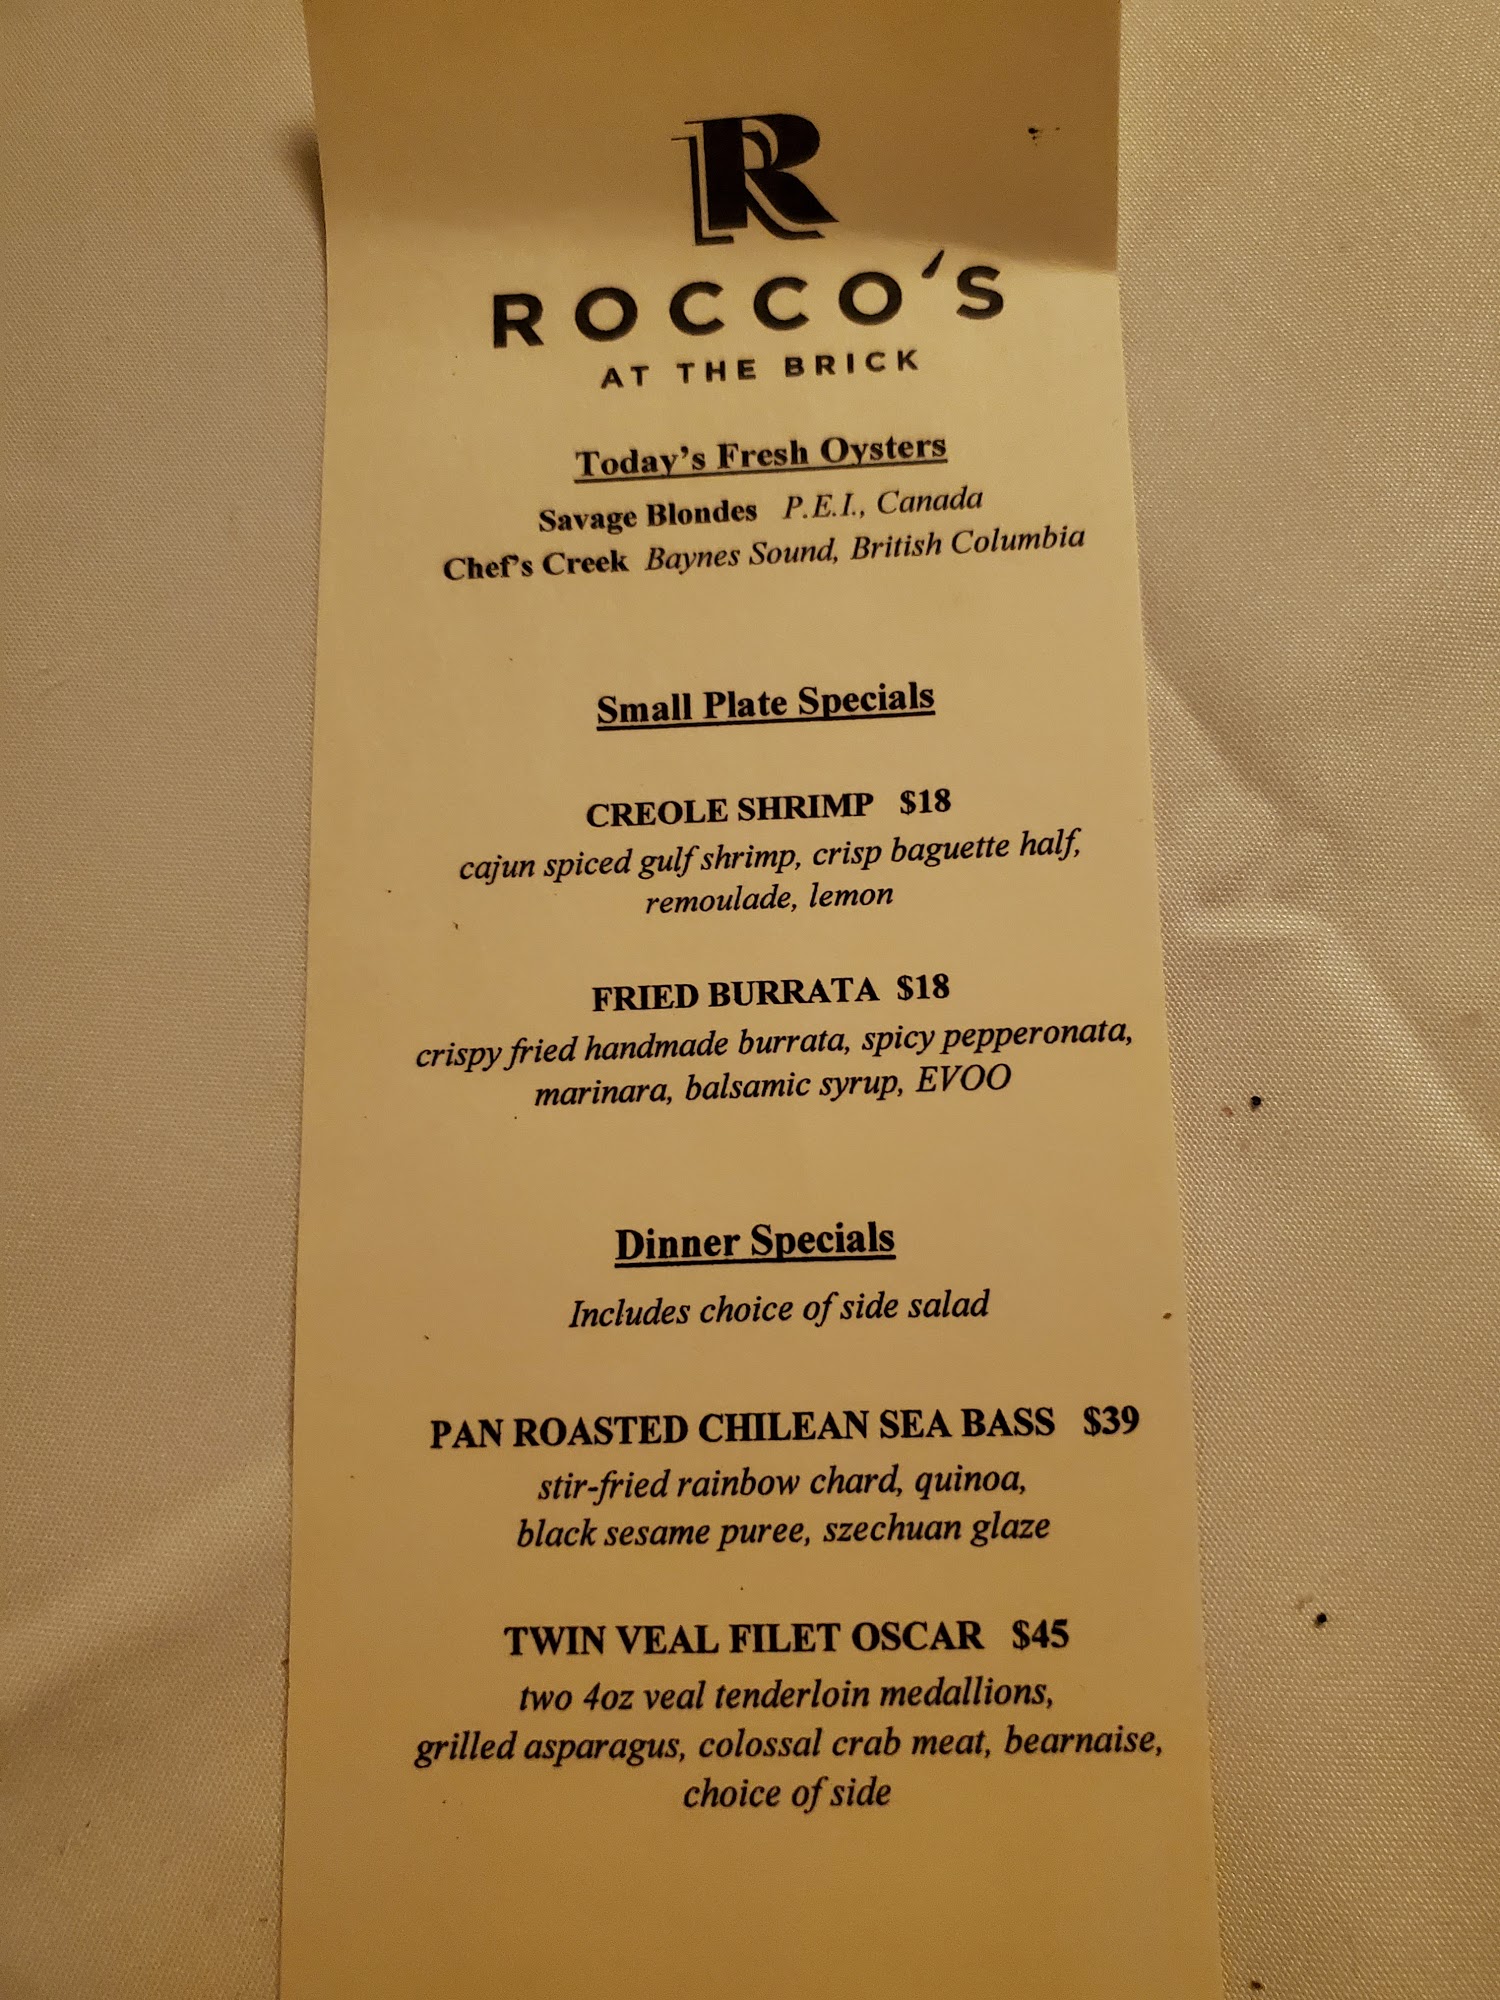 R
ROCCO'S
AT THE BRICK
Today's Fresh Oysters
Savage Blondes P.E.I., Canada
Chef's Creek Baynes Sound, British Columbia
Small Plate Specials
CREOLE SHRIMP $18
cajun spiced gulf shrimp, crisp baguette half,
remoulade, lemon
FRIED BURRATA $18
crispy fried handmade burrata, spicy pepperonata,
marinara, balsamic syrup, EVOO
Dinner Specials
Includes choice of side salad
PAN ROASTED CHILEAN SEA BASS $39
stir-fried rainbow chard, quinoa,
black sesame puree, szechuan glaze
TWIN VEAL FILET OSCAR $45
two 4oz veal tenderloin medallions,
grilled asparagus, colossal crab meat, bearnaise,
choice of side